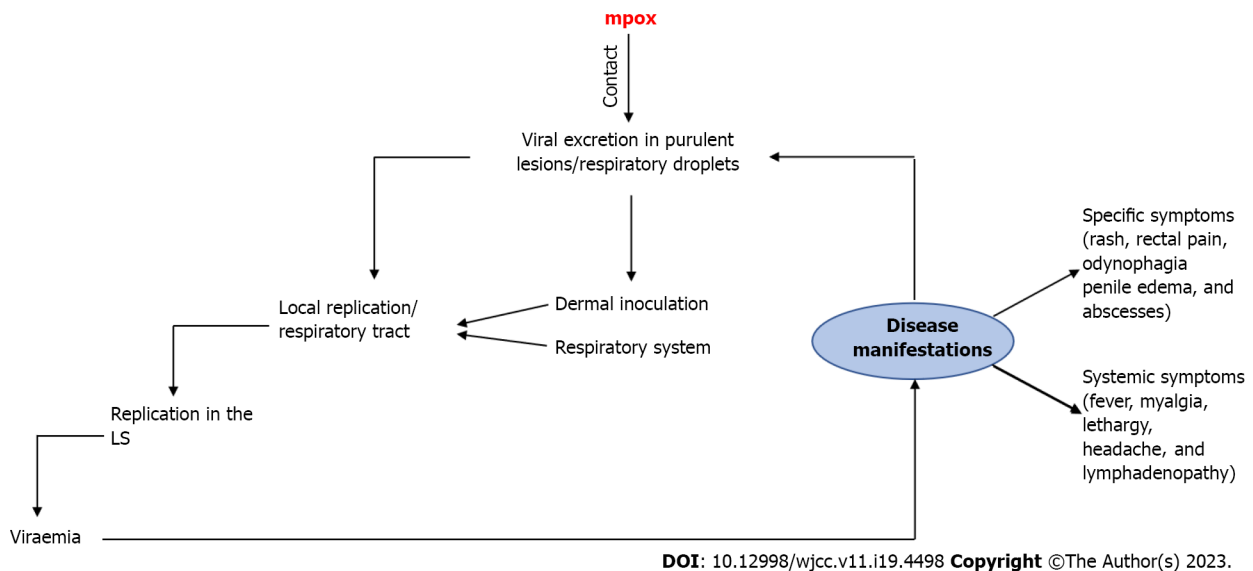 mpox
Contact
Viral excretion in purulent
lesions/respiratory droplets
Specific symptoms
(rash, rectal pain,
odynophagia
penile edema, and
abscesses)
Local replication/
respiratory tract
Dermal inoculation
Respiratory system
Disease
manifestations
Systemic symptoms
(fever, myalgia,
lethargy,
headache, and
lymphadenopathy)
Replication in the
LS
Viraemia
DOI: 10.12998/wjcc.v11.i19.4498 Copyright ©The Author(s) 2023.